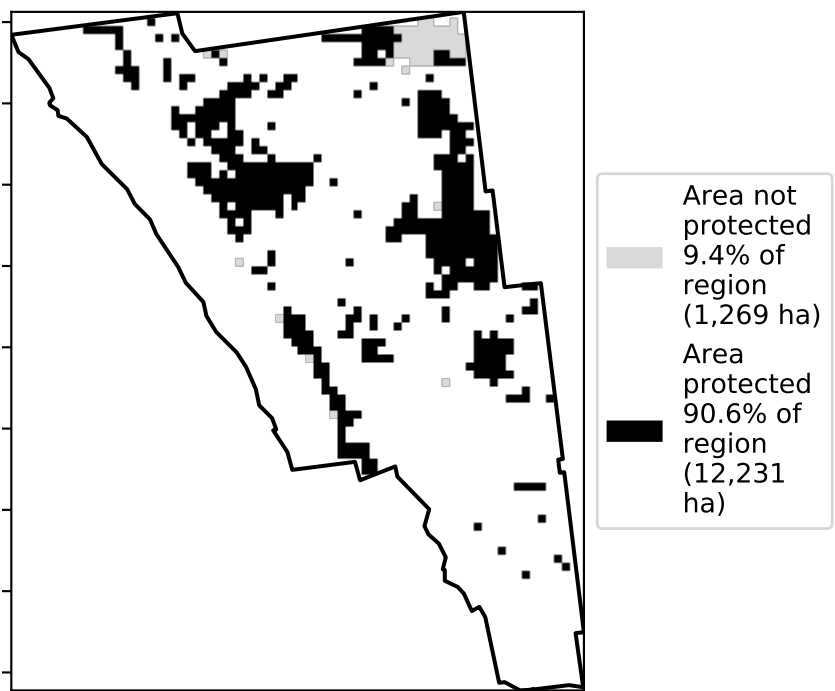 Area not
protected
9.4% of
region
(1,269 ha)
Area
protected
90.6% of
region
(12,231
ha)